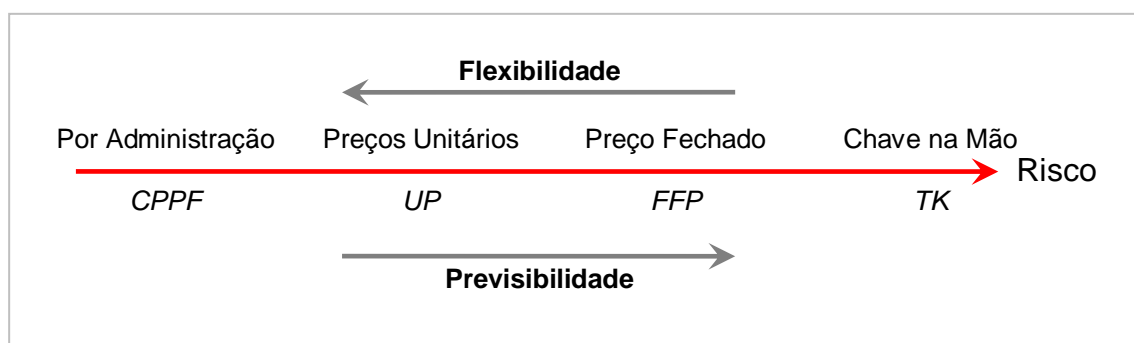 Flexibilidade
Por Administração Preços Unitários Preço Fechado Chave na Mão
Risco
CPPF UP FFP TK
Previsibilidade